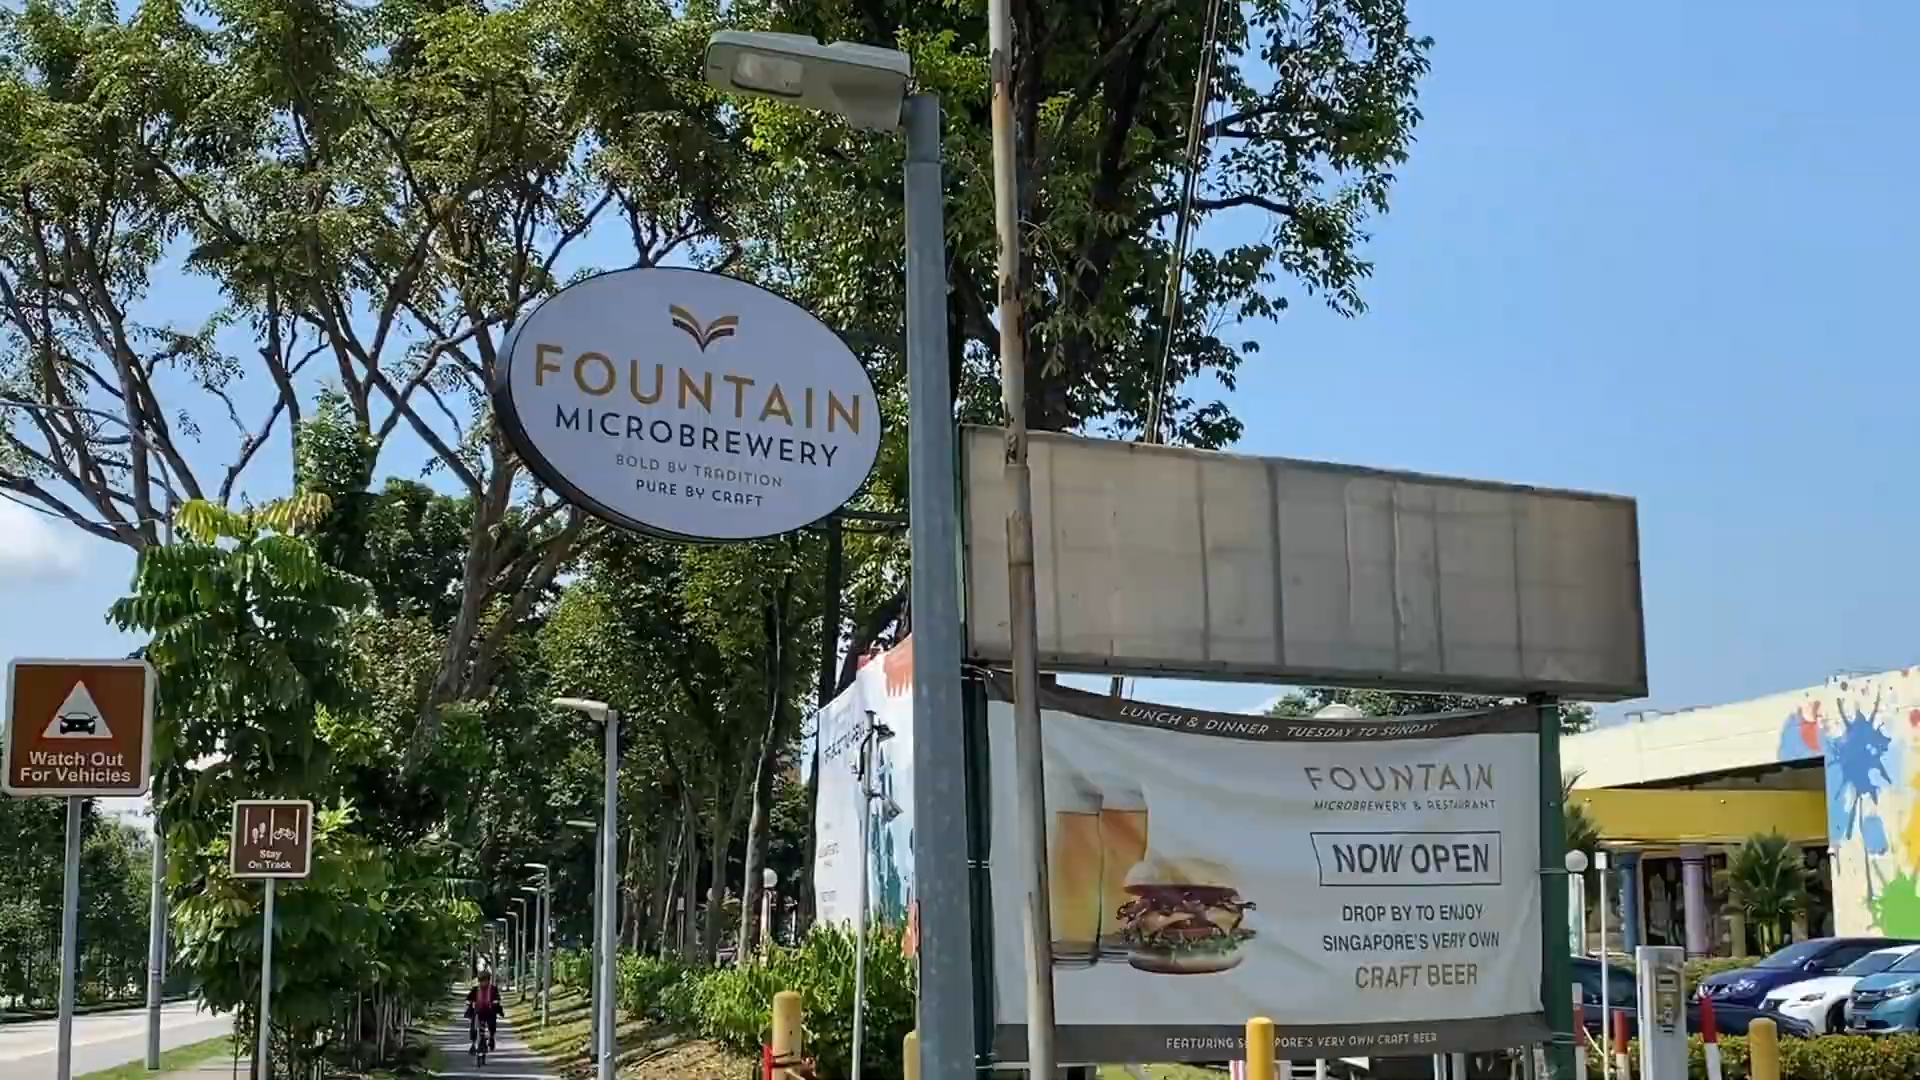 FOUNTAIN
MICROBREWERY
BOLD BY TRADITION
PURE BY CRAFT
Watch Out
For Vehicles
Stay
On Track
LUNCH & DINNER · TUESDAY TO SUNDAY
FOUNTAIN
MICROBREWERY & RESTAURANT
NOW OPEN
DROP BY TO ENJOY
SINGAPORE'S VERY OWN
CRAFT BEER
FEATURING S PORE'S VERY OWN CRAFT BEER